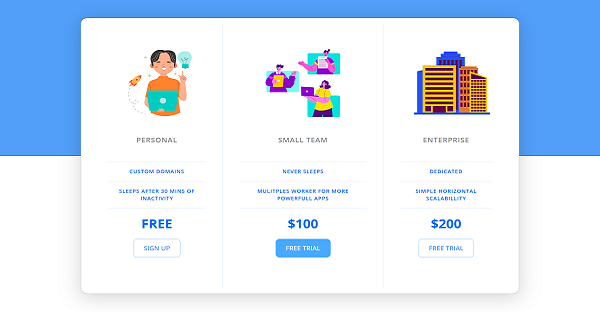 PERSONAL
CUSTOM DOMAINS
SLEEPS AFTER 30 MINS OF
INACTIVITY
FREE
SIGN UP
SMALL TEAM
NEVER SLEEPS
MULITPLES WORKER FOR MORE
POWERFULL APPS
$100
FREE TRIAL
ENTERPRISE
DEDICATED
SIMPLE HORIZONTAL
SCALABILLITY
$200
FREE TRIAL